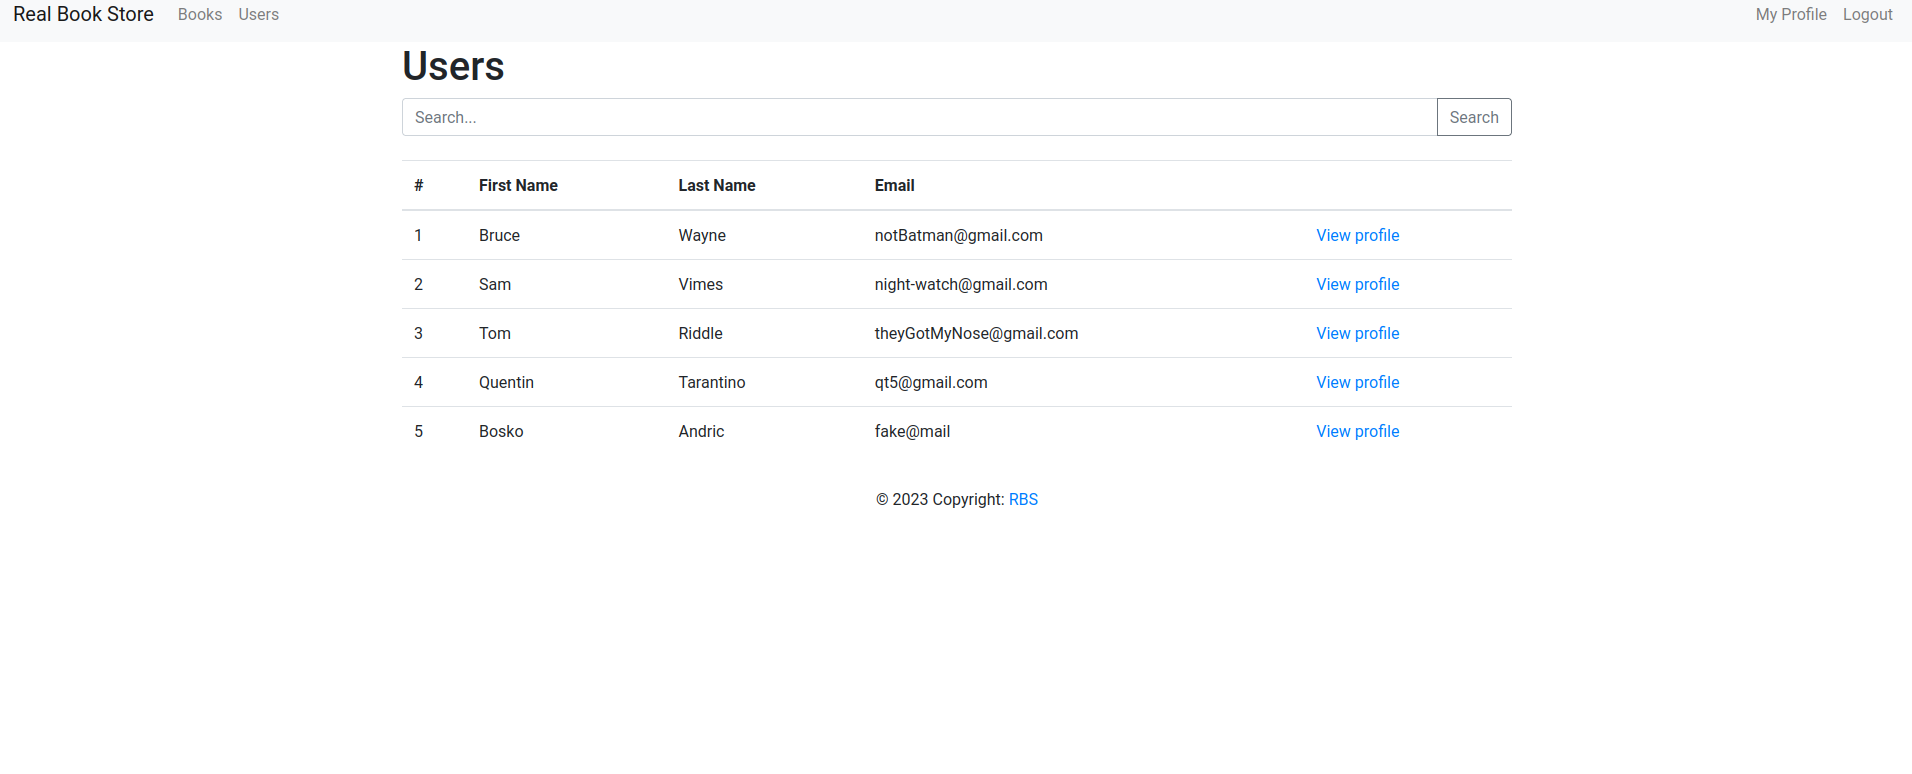 Real Book Store Books Users My Profile Logout
Users
Search... Search
# First Name Last Name Email
1 Bruce Wayne notBatman@gmail.com View profile
2 Sam Vimes night-watch@gmail.com View profile
3 Tom Riddle theyGotMyNose@gmail.com View profile
4 Quentin Tarantino qt5@gmail.com View profile
5 Bosko Andric fake@mail View profile
© 2023 Copyright: RBS